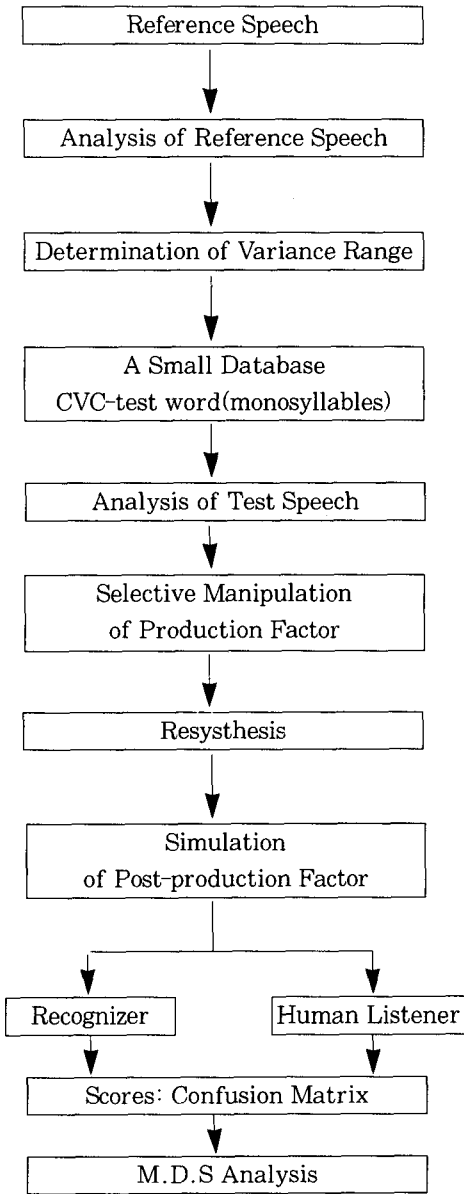 Reference Speech
Analysis of Reference Speech
Determination of Variance Range
A Small Database
CVC-test word(monosyllables)
Analysis of Test Speech
Selective Manipulation
of Production Factor
Resysthesis
Simulation
of Post-production Factor
Recognizer
Human Listener
Scores: Confusion Matrix
M.D.S Analysis